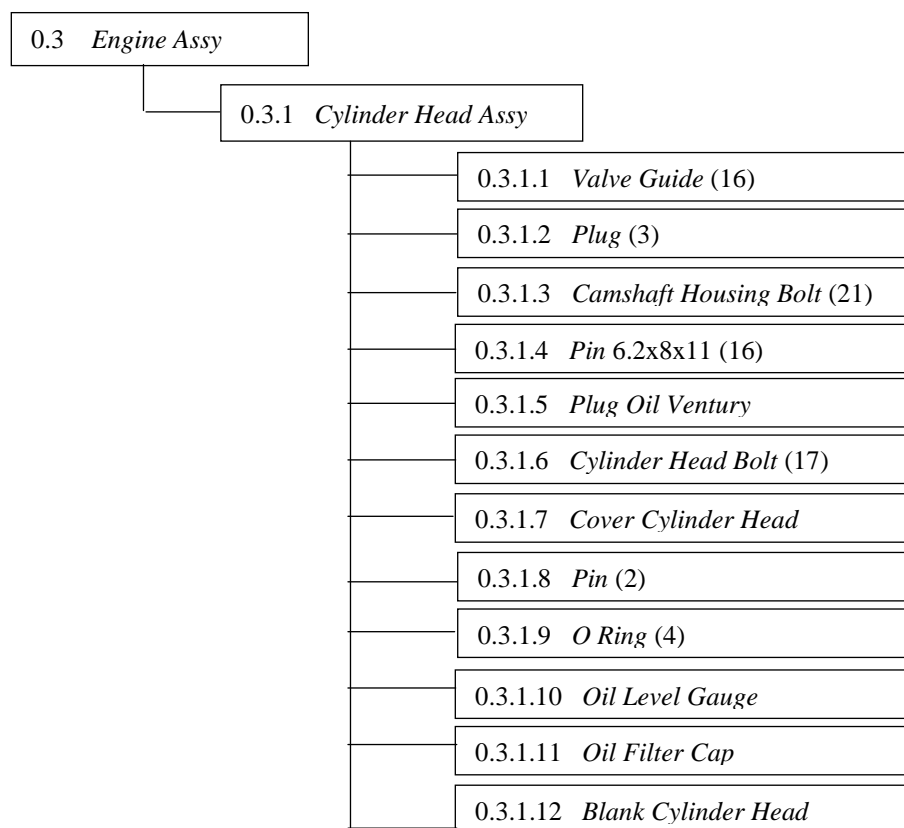 0.3 Engine Assy
0.3.1 Cylinder Head Assy
0.3.1.1 Valve Guide (16)
0.3.1.2 Plug (3)
0.3.1.3 Camshaft Housing Bolt (21)
0.3.1.4 Pin 6.2x8x11 (16)
0.3.1.5 Plug Oil Ventury
0.3.1.6 Cylinder Head Bolt (17)
0.3.1.7 Cover Cylinder Head
0.3.1.8 Pin (2)
0.3.1.9 O Ring (4)
0.3.1.10 Oil Level Gauge
0.3.1.11 Oil Filter Cap
0.3.1.12 Blank Cylinder Head